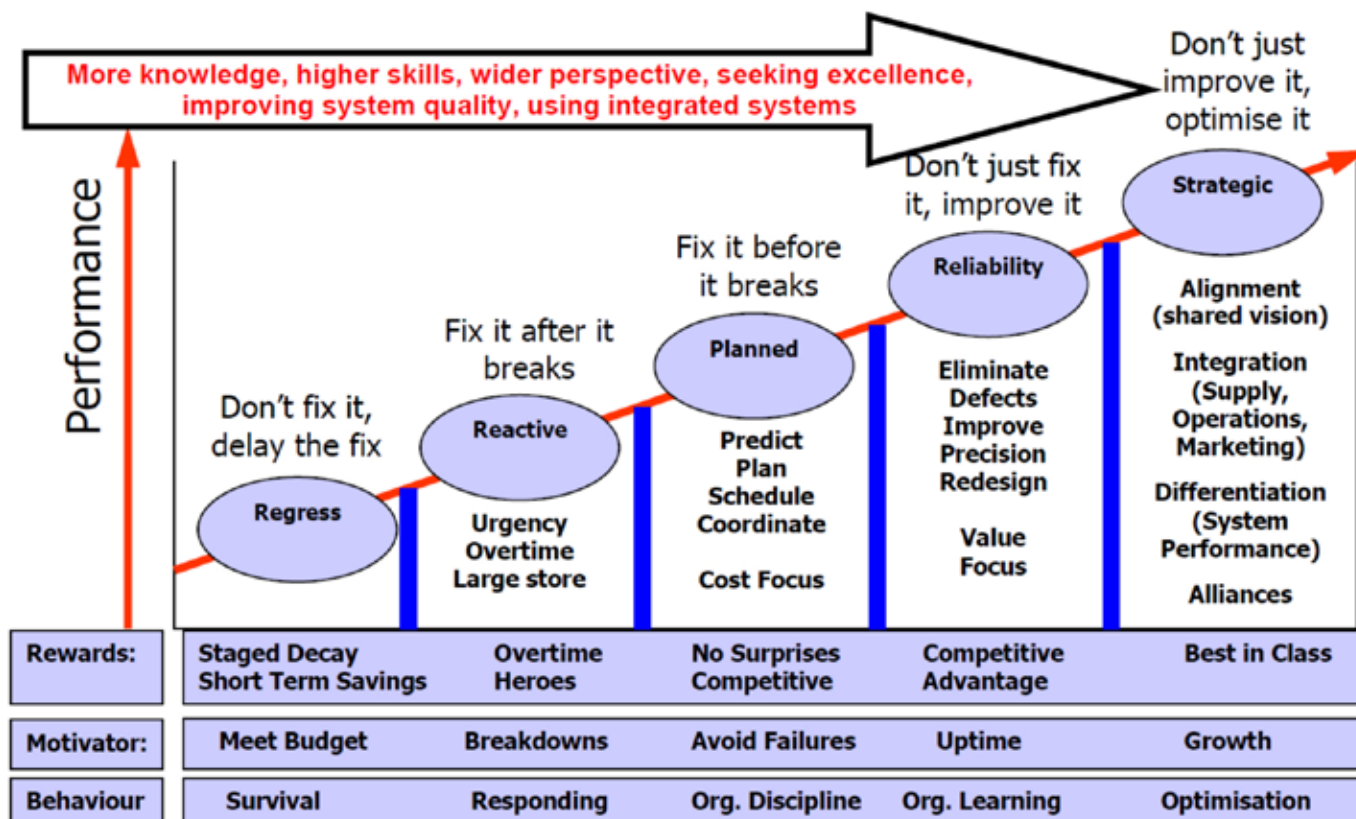 More knowledge, higher skills, wider perspective, seeking excellence,
improving system quality, using integrated systems
Don't just
improve it,
optimise it
Performance
Don't just fix
it, improve it
Strategic
Fix it before
it breaks
Reliability
Fix it after it
breaks
Planned
Don't fix it,
delay the fix
Reactive
Regress
Urgency
Overtime
Large store
Predict
Plan
Schedule
Coordinate
Cost Focus
Eliminate
Defects
Improve
Precision
Redesign
Value
Focus
Alignment
(shared vision)
Integration
(Supply,
Operations,
Marketing)
Differentiation
(System
Performance)
Alliances
Rewards:
Staged Decay
Short Term Savings
Overtime
Heroes
No Surprises
Competitive
Competitive
Advantage
Best in Class
Motivator:
Meet Budget
Breakdowns
Avoid Failures
Uptime
Growth
Behaviour
Survival
Responding
Org. Discipline
Org. Learning
Optimisation